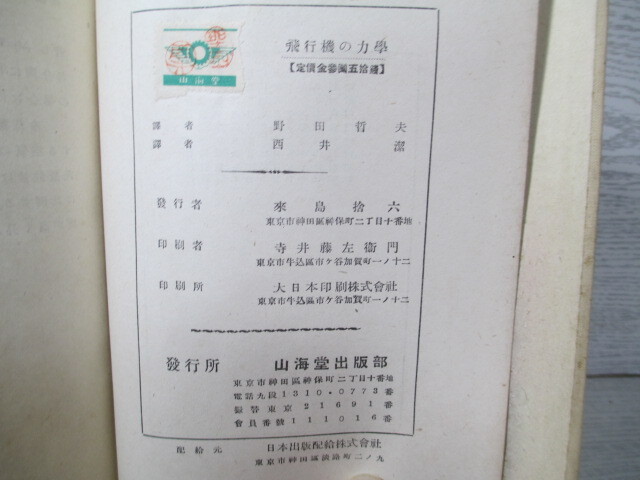 山海堂
飛行機の力學
【定價金參圓五拾錢】
譯者 野田哲夫
譯者 西井潔
發行者 來島捨六
東京市神田區神保町二丁目十番地
印刷者 寺井藤左衞門
東京市牛込區市ケ谷加賀町一ノ十二
印刷所 大日本印刷株式會社
東京市牛込區市ケ谷加賀町一ノ十二
發行所 山海堂出版部
東京市神田區神保町二丁目十番地
電話九段1310・0773番
振替東京21691番
會員番號111016番
配給元 日本出版配給株式會社
東京市神田區淡路町二ノ九